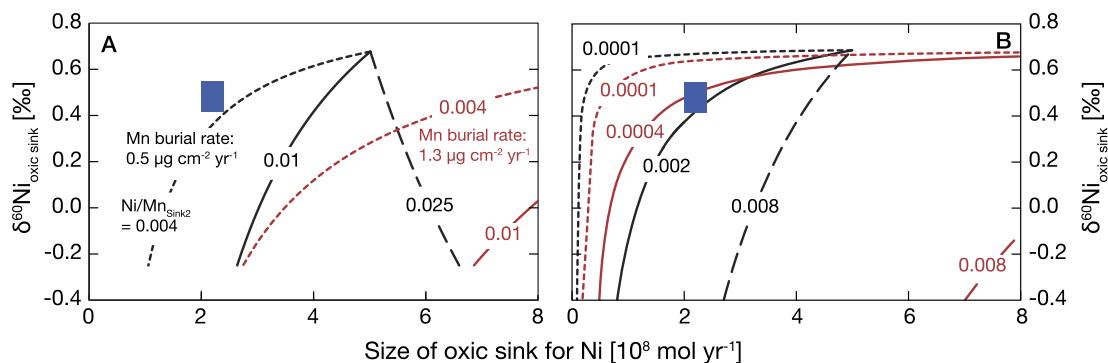 A
0.8
0.6
0.4
0.2
0.0
-0.2
-0.4
δ⁶⁰Ni_oxic sink [‰]
Mn burial rate:
0.5 µg cm⁻² yr⁻¹
Ni/Mn_Sink2
= 0.004
0.01
0.004
Mn burial rate:
1.3 µg cm⁻² yr⁻¹
0.025
0.01
0 2 4 6 8
B
0.0001
0.0001
0.0004
0.002
0.008
0.008
0.8
0.6
0.4
0.2
0.0
-0.2
-0.4
δ⁶⁰Ni_oxic sink [‰]
0 2 4 6 8
Size of oxic sink for Ni [10⁸ mol yr⁻¹]